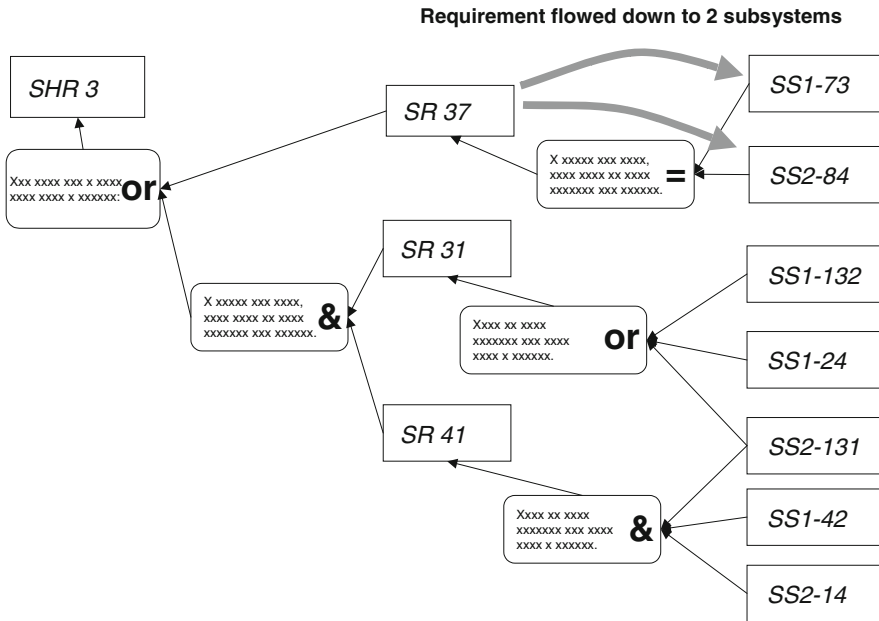 Requirement flowed down to 2 subsystems
SHR 3
SR 37
SS1-73
Xxx xxxx xxx x xxxx
xxxx xxxx x xxxxxx:
or
X xxxxx xxx xxxx,
xxxx xxxx xx xxxx
xxxxxxx xxx xxxxxx.
=
SS2-84
SR 31
SS1-132
X xxxxx xxx xxxx,
xxxx xxxx xx xxxx
xxxxxxx xxx xxxxxx.
&
Xxxx xx xxxx
xxxxxxx xxx xxxx
xxxx x xxxxxx.
or
SS1-24
SR 41
SS2-131
Xxxx xx xxxx
xxxxxxx xxx xxxx
xxxx x xxxxxx.
&
SS1-42
SS2-14